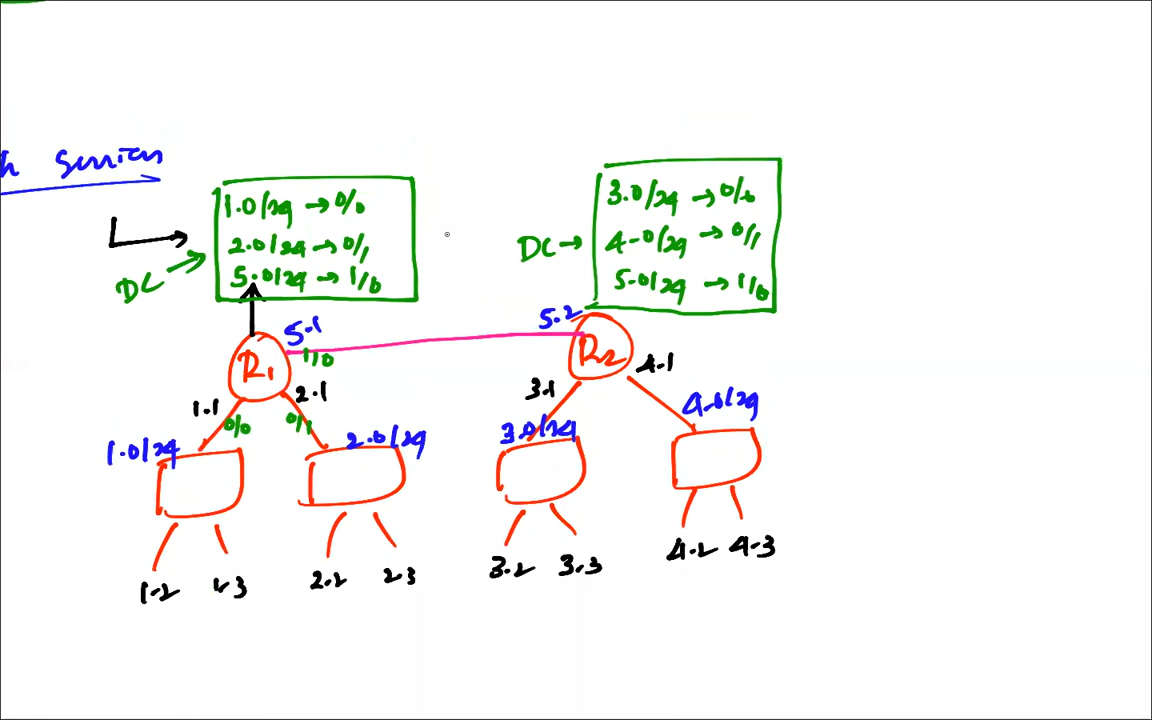 1.0/24 → 0/0
2.0/24 → 0/1
5.0/24 → 1/0
DC →
3.0/24 → 0/0
DC → 4.0/24 → 0/1
5.0/24 → 1/0
5.1
5.2
R1
1/0
R2
1.1
2.1
3.1
4.1
0/0
0/1
1.0/24
2.0/24
3.0/24
4.0/24
1.2
1.3
2.2
2.3
3.2
3.3
4.2
4.3